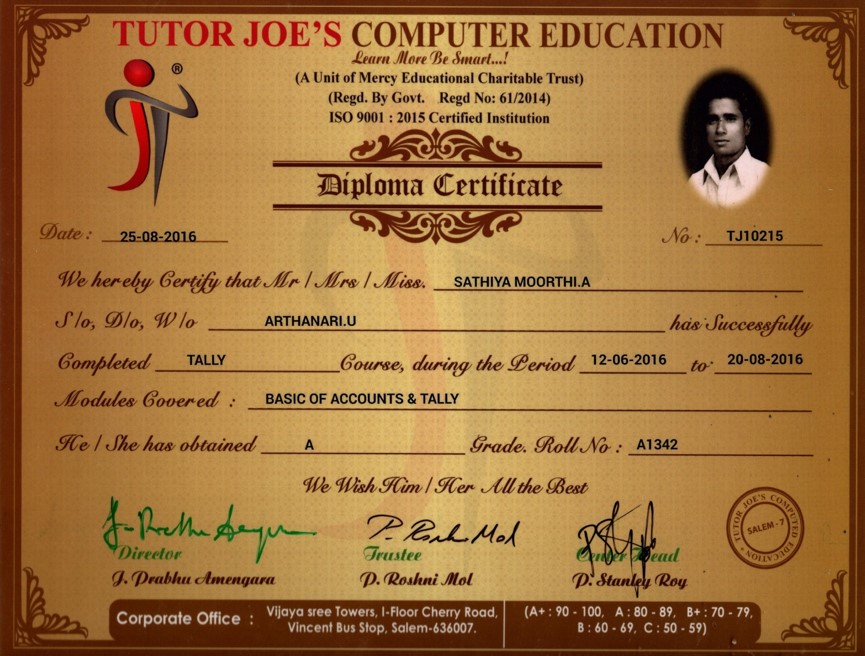 TUTOR JOE'S COMPUTER EDUCATION
Learn More Be Smart...!
(A Unit of Mercy Educational Charitable Trust)
(Regd. By Govt. Regd No: 61/2014)
ISO 9001 : 2015 Certified Institution
®
Diploma Certificate
Date : 25-08-2016 No : TJ10215
We hereby Certify that Mr / Mrs / Miss. SATHIYA MOORTHI.A
S/o, D/o, W/o ARTHANARI.U has Successfully
Completed TALLY Course, during the Period 12-06-2016 to 20-08-2016
Modules Covered : BASIC OF ACCOUNTS & TALLY
He / She has obtained A Grade. Roll No : A1342
We Wish Him / Her All the Best
P. Roshni Mol
Director Trustee Center Head
J. Prabhu Amengara P. Roshni Mol P. Stanley Roy
TUTOR JOE'S COMPUTED EDUCATION
SALEM - 7
Corporate Office : Vijaya sree Towers, I-Floor Cherry Road,
Vincent Bus Stop, Salem-636007.
(A+ : 90 - 100, A : 80 - 89, B+ : 70 - 79,
B : 60 - 69, C : 50 - 59)